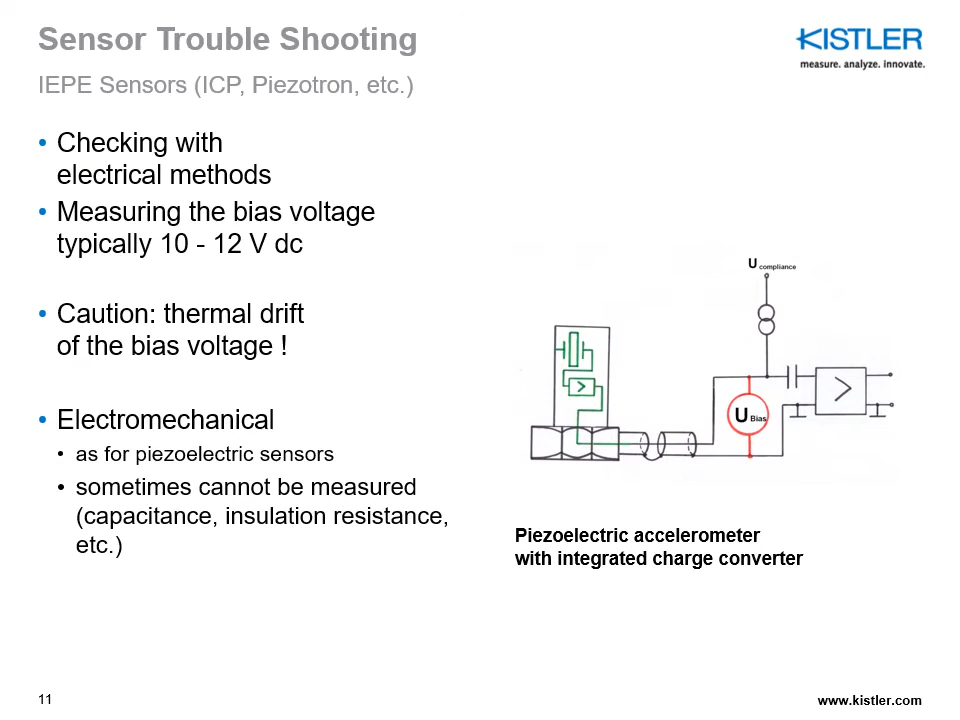 Sensor Trouble Shooting
IEPE Sensors (ICP, Piezotron, etc.)
KISTLER
measure. analyze. innovate.
• Checking with
electrical methods
• Measuring the bias voltage
typically 10 - 12 V dc
• Caution: thermal drift
of the bias voltage !
• Electromechanical
• as for piezoelectric sensors
• sometimes cannot be measured
(capacitance, insulation resistance,
etc.)
U compliance
U Bias
Piezoelectric accelerometer
with integrated charge converter
11
www.kistler.com